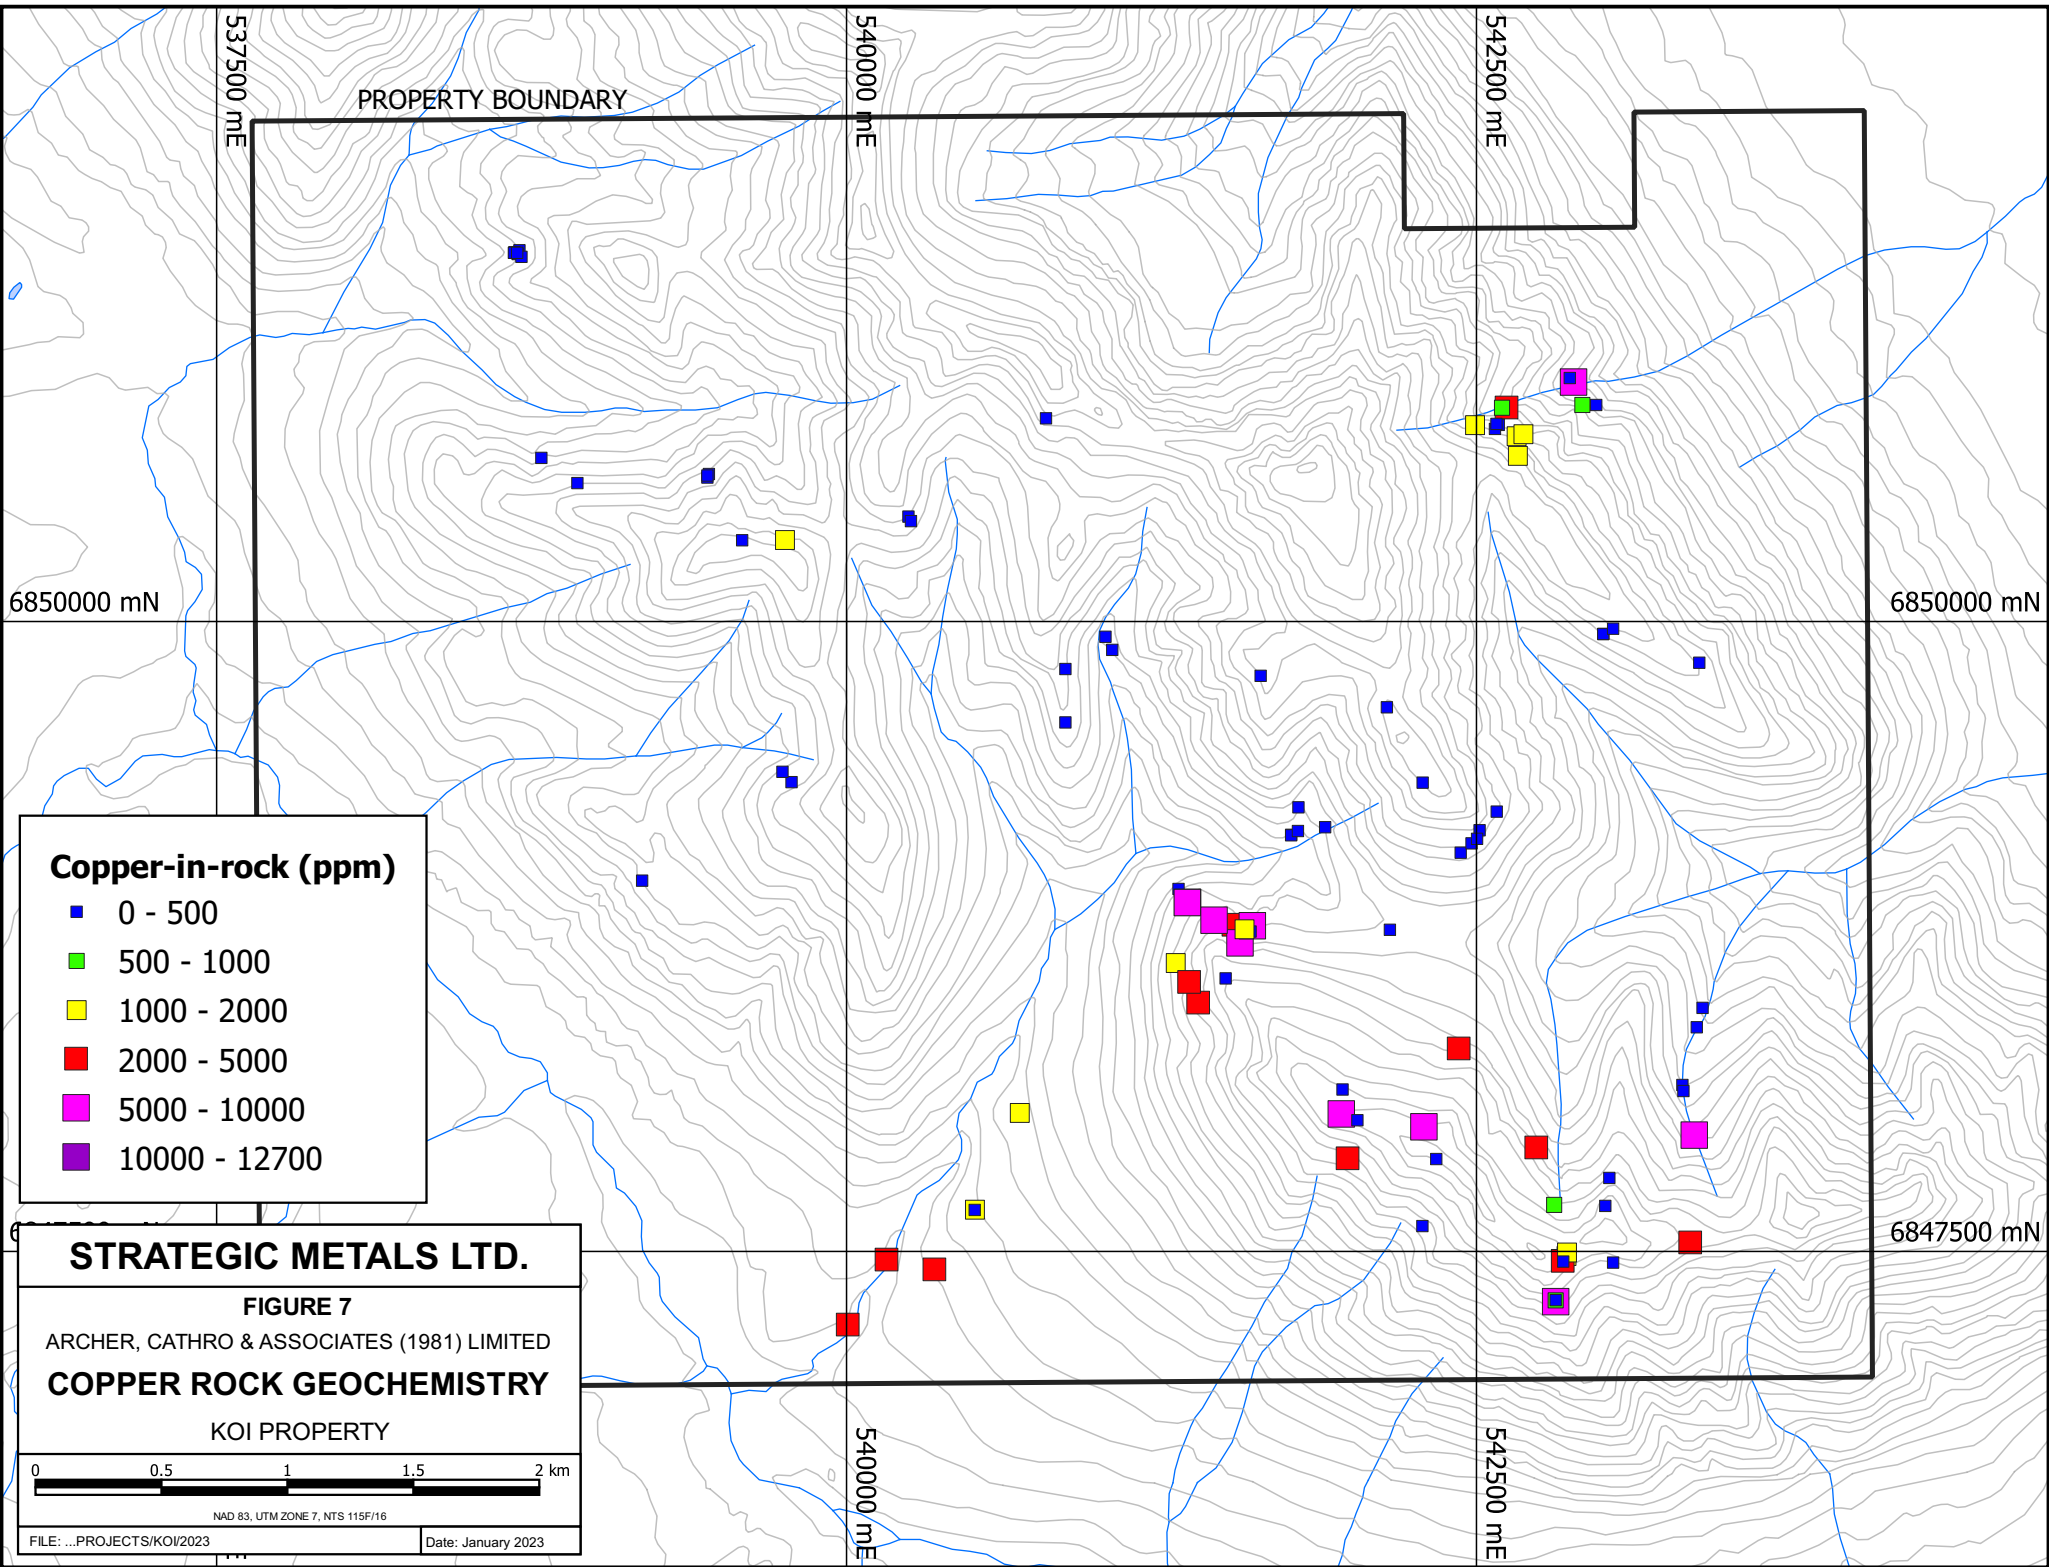 537500 mE
540000 mE
542500 mE
PROPERTY BOUNDARY
6850000 mN
6850000 mN
Copper-in-rock (ppm)
0 - 500
500 - 1000
1000 - 2000
2000 - 5000
5000 - 10000
10000 - 12700
6847500 mN
STRATEGIC METALS LTD.
FIGURE 7
ARCHER, CATHRO & ASSOCIATES (1981) LIMITED
COPPER ROCK GEOCHEMISTRY
KOI PROPERTY
0 0.5 1 1.5 2 km
NAD 83, UTM ZONE 7, NTS 115F/16
FILE: ...PROJECTS/KOI/2023
Date: January 2023
540000 mE
542500 mE